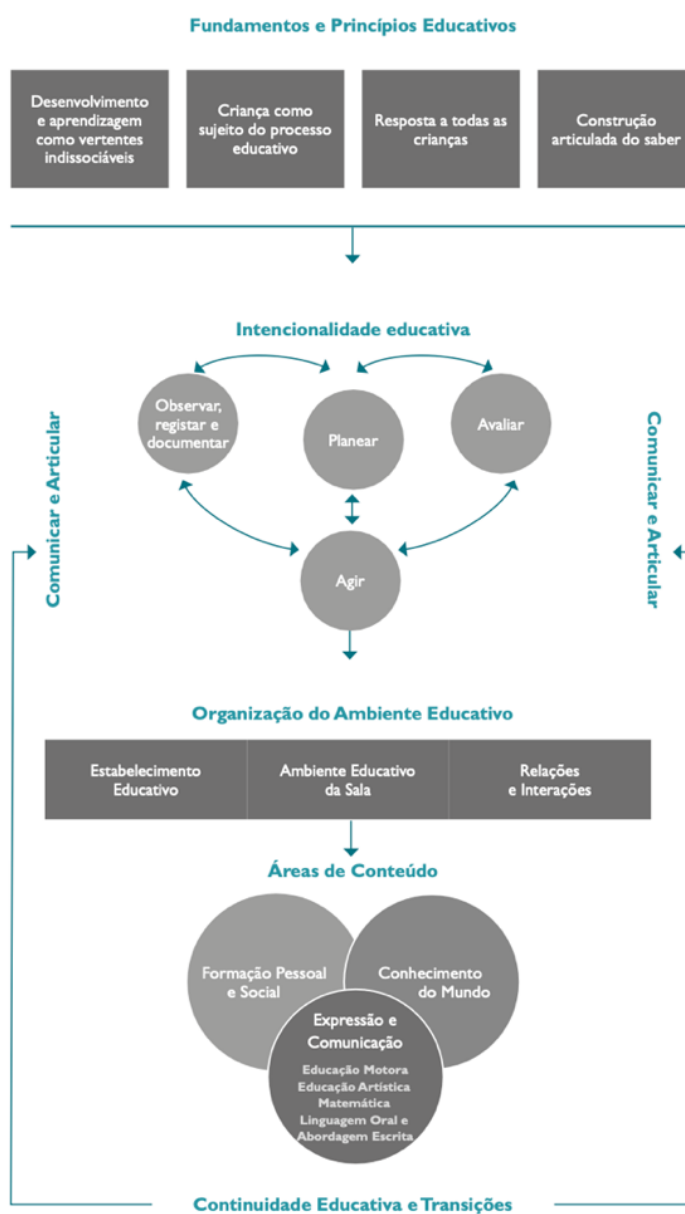 Fundamentos e Princípios Educativos
Desenvolvimento
e aprendizagem
como vertentes
indissociáveis
Criança como
sujeito do processo
educativo
Resposta a todas as
crianças
Construção
articulada do saber
Intencionalidade educativa
Observar,
registar e
documentar
Planear
Avaliar
Agir
Comunicar e Articular
Comunicar e Articular
Organização do Ambiente Educativo
Estabelecimento
Educativo
Ambiente Educativo
da Sala
Relações
e Interações
Áreas de Conteúdo
Formação Pessoal
e Social
Conhecimento
do Mundo
Expressão e
Comunicação
Educação Motora
Educação Artística
Matemática
Linguagem Oral e
Abordagem Escrita
Continuidade Educativa e Transições